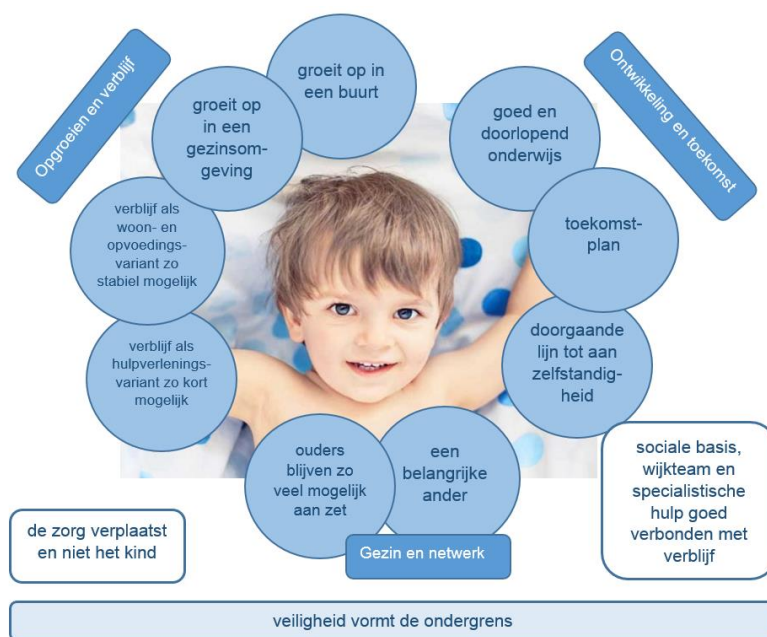 Opgroeien en verblijf
groeit op in
een buurt
groeit op
in een
gezinsom-
geving
verblijf als
woon- en
opvoedings-
variant zo
stabiel mogelijk
verblijf als
hulpverlenings-
variant zo kort
mogelijk
Ontwikkeling en toekomst
goed en
doorlopend
onderwijs
toekomst-
plan
doorgaande
lijn tot aan
zelfstandig-
heid
ouders
blijven zo
veel mogelijk
aan zet
een
belangrijke
ander
Gezin en netwerk
de zorg verplaatst
en niet het kind
sociale basis,
wijkteam en
specialistische
hulp goed
verbonden met
verblijf
veiligheid vormt de ondergrens